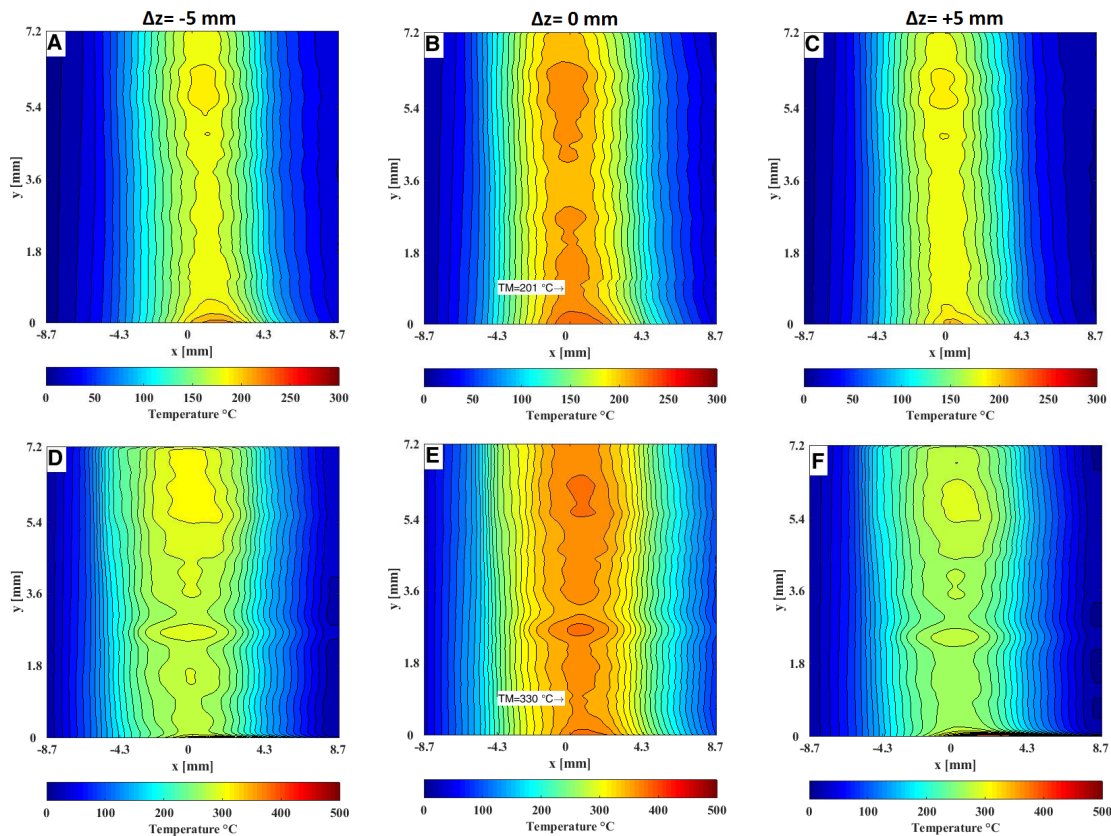 Δz= -5 mm
Δz= 0 mm
Δz= +5 mm
A
7.2
5.4
3.6
1.8
0
y [mm]
-8.7 -4.3 0 4.3 8.7
x [mm]
0 50 100 150 200 250 300
Temperature °C
B
7.2
5.4
3.6
1.8
0
y [mm]
TM=201 °C→
-8.7 -4.3 0 4.3 8.7
x [mm]
0 50 100 150 200 250 300
Temperature °C
C
7.2
5.4
3.6
1.8
0
y [mm]
-8.7 -4.3 0 4.3 8.7
x [mm]
0 50 100 150 200 250 300
Temperature °C
D
7.2
5.4
3.6
1.8
0
y [mm]
-8.7 -4.3 0 4.3 8.7
x [mm]
0 100 200 300 400 500
Temperature °C
E
7.2
5.4
3.6
1.8
0
y [mm]
TM=330 °C→
-8.7 -4.3 0 4.3 8.7
x [mm]
0 100 200 300 400 500
Temperature °C
F
7.2
5.4
3.6
1.8
0
y [mm]
-8.7 -4.3 0 4.3 8.7
x [mm]
0 100 200 300 400 500
Temperature °C